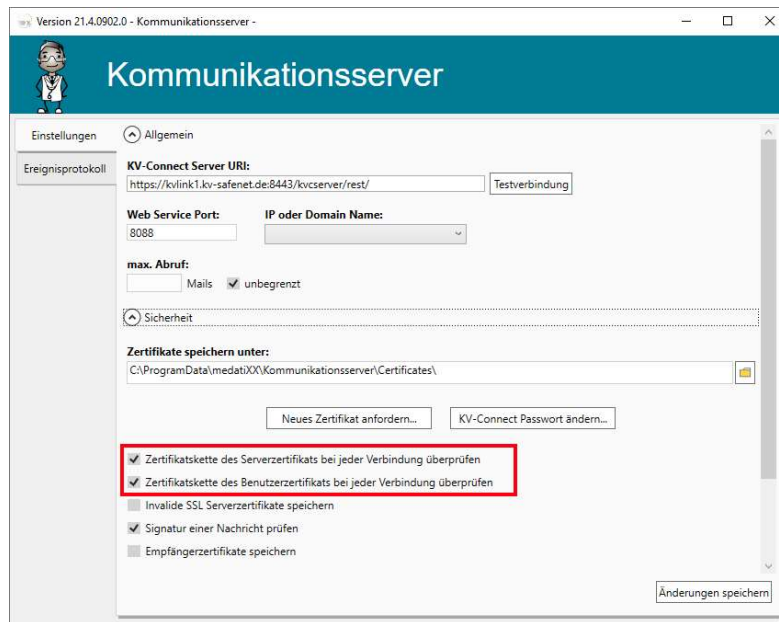 Version 21.4.0902.0 - Kommunikationsserver -
Kommunikationsserver
Einstellungen
Ereignisprotokoll
Allgemein
KV-Connect Server URI:
https://kvlink1.kv-safenet.de:8443/kvcserver/rest/
Testverbindung
Web Service Port: IP oder Domain Name:
8088
max. Abruf:
Mails unbegrenzt
Sicherheit
Zertifikate speichern unter:
C:\ProgramData\medatiXX\Kommunikationsserver\Certificates\
Neues Zertifikat anfordern... KV-Connect Passwort ändern...
Zertifikatskette des Serverzertifikats bei jeder Verbindung überprüfen
Zertifikatskette des Benutzerzertifikats bei jeder Verbindung überprüfen
Invalide SSL Serverzertifikate speichern
Signatur einer Nachricht prüfen
Empfängerzertifikate speichern
Änderungen speichern